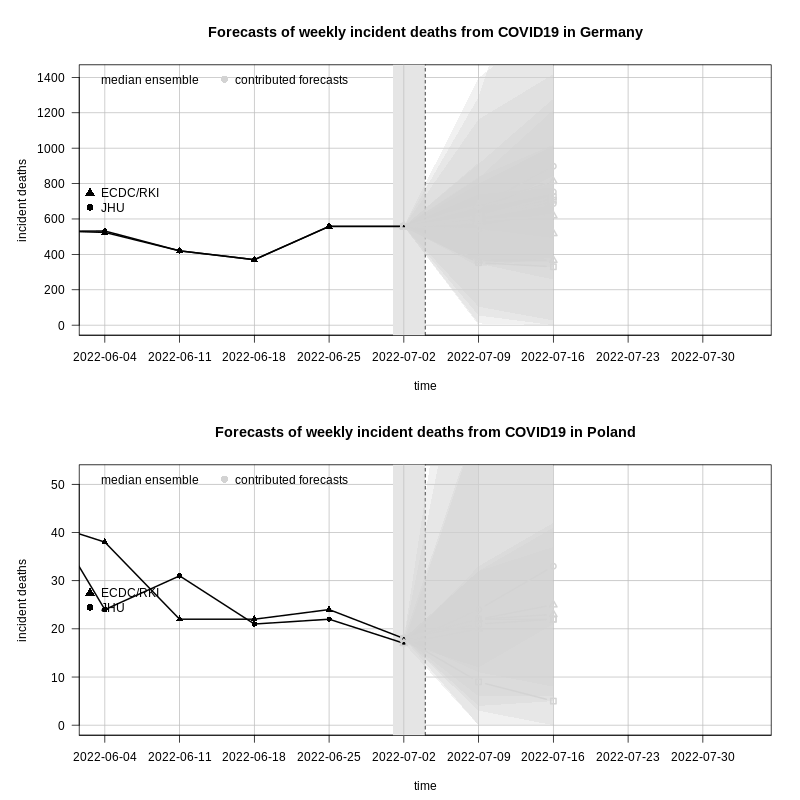 Forecasts of weekly incident deaths from COVID19 in Germany
median ensemble contributed forecasts
1400
1200
1000
800
600
400
200
0
incident deaths
ECDC/RKI
JHU
2022-06-04 2022-06-11 2022-06-18 2022-06-25 2022-07-02 2022-07-09 2022-07-16 2022-07-23 2022-07-30
time
Forecasts of weekly incident deaths from COVID19 in Poland
median ensemble contributed forecasts
50
40
30
20
10
0
incident deaths
ECDC/RKI
JHU
2022-06-04 2022-06-11 2022-06-18 2022-06-25 2022-07-02 2022-07-09 2022-07-16 2022-07-23 2022-07-30
time